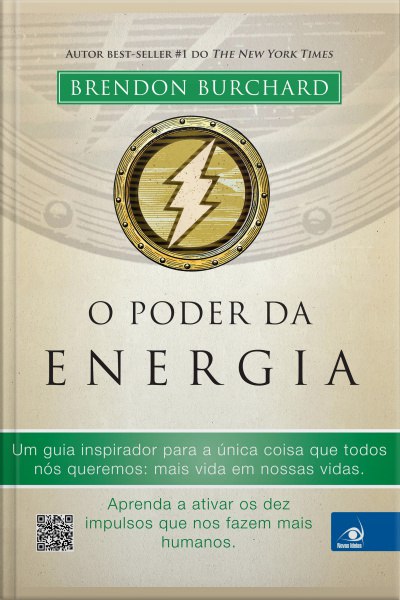 AUTOR BEST-SELLER #1 DO THE NEW YORK TIMES
BRENDON BURCHARD
O PODER DA
ENERGIA
Um guia inspirador para a única coisa que todos
nós queremos: mais vida em nossas vidas.
Aprenda a ativar os dez
impulsos que nos fazem mais
humanos.
Novas Ideias